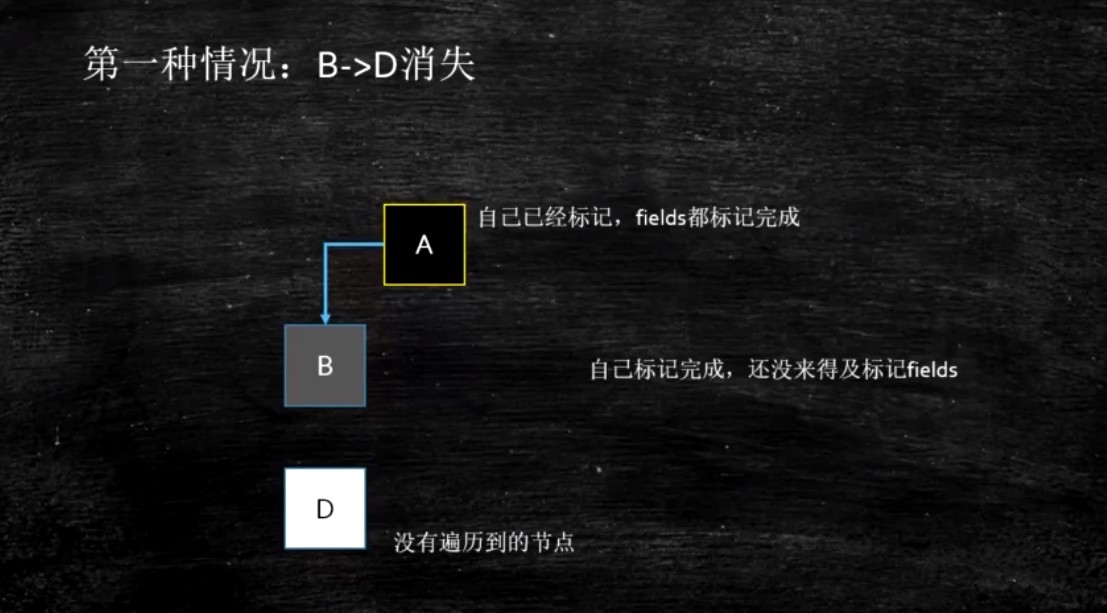 第一种情况：B->D消失
A
自己已经标记，fields都标记完成
B
自己标记完成，还没来得及标记fields
D
没有遍历到的节点